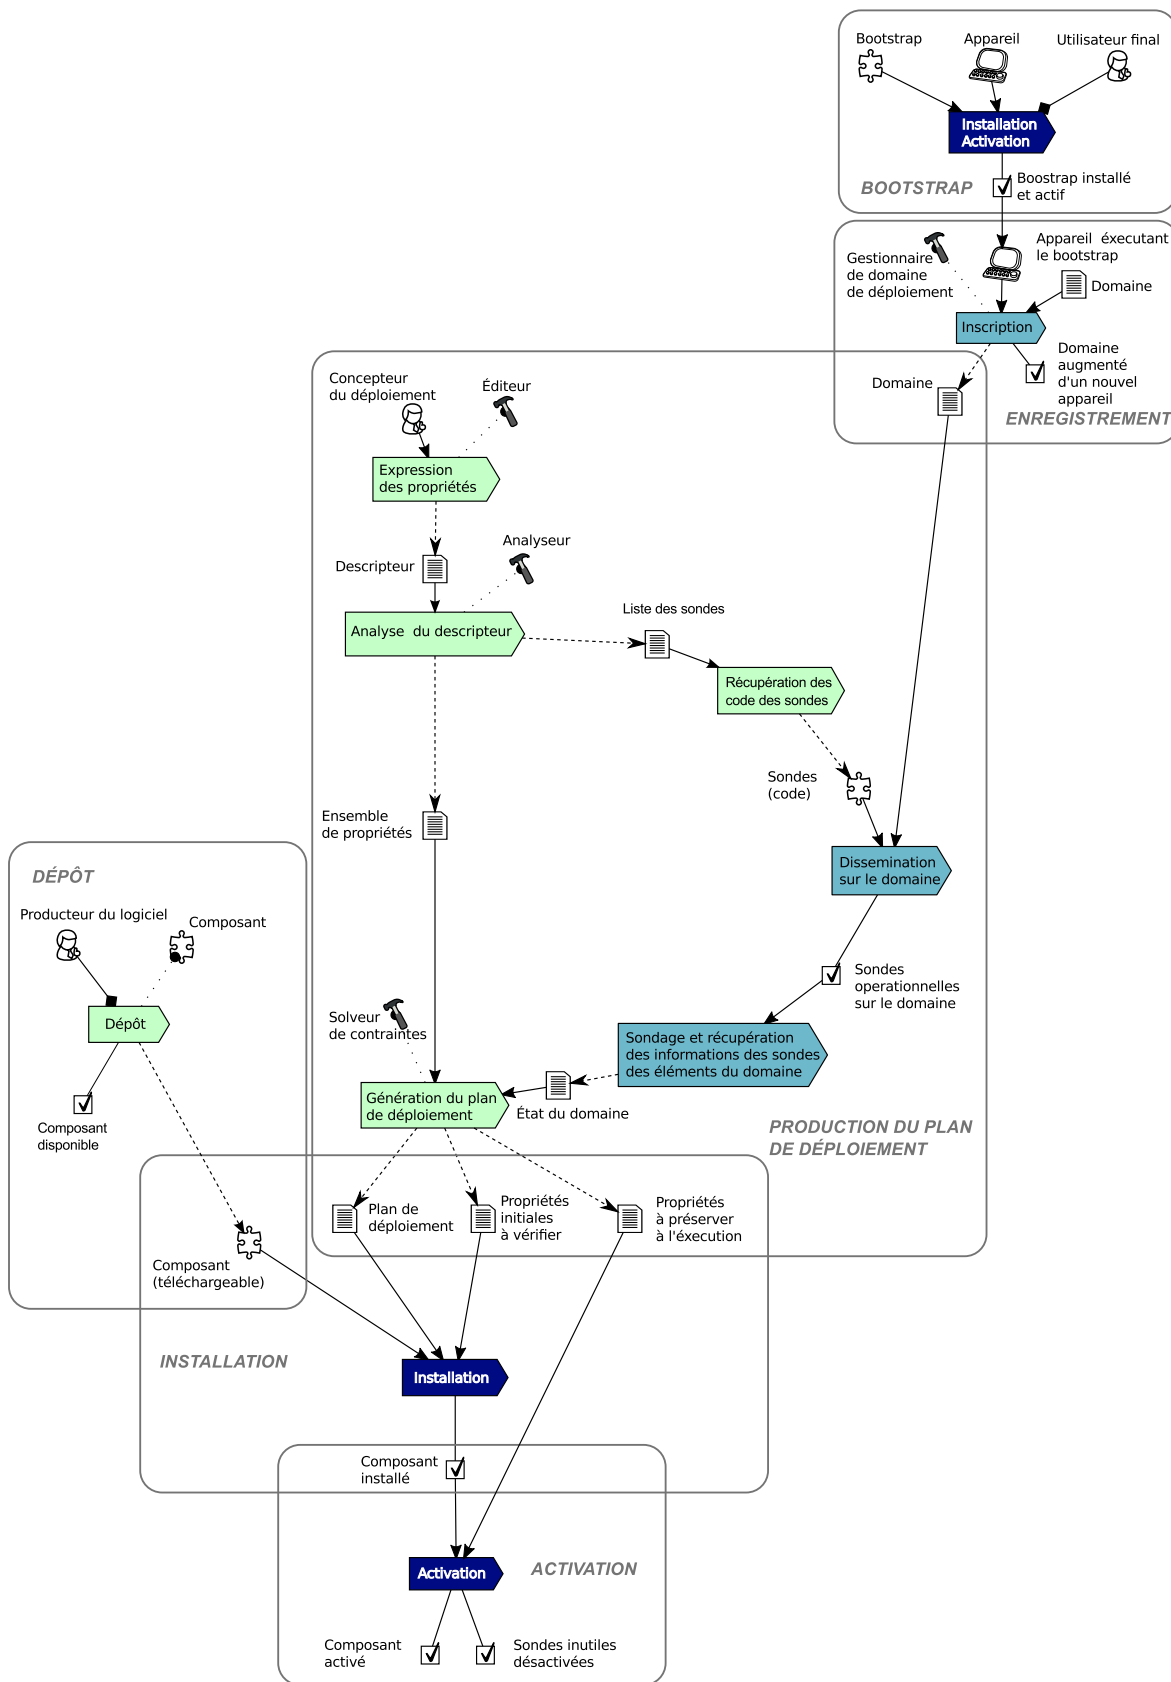 Bootstrap
Appareil
Utilisateur final
Installation
Activation
Boostrap installé
et actif
BOOTSTRAP
Appareil éxecutant
le bootstrap
Gestionnaire
de domaine
de déploiement
Domaine
Inscription
Domaine
augmenté
d'un nouvel
appareil
ENREGISTREMENT
Domaine
Concepteur
du déploiement
Éditeur
Expression
des propriétés
Analyseur
Descripteur
Liste des sondes
Analyse du descripteur
Récupération des
code des sondes
Sondes
(code)
Ensemble
de propriétés
Dissemination
sur le domaine
DÉPÔT
Producteur du logiciel
Composant
Sondes
operationnelles
sur le domaine
Dépôt
Solveur
de contraintes
Sondage et récupération
des informations des sondes
des éléments du domaine
Génération du plan
de déploiement
État du domaine
Composant
disponible
PRODUCTION DU PLAN
DE DÉPLOIEMENT
Plan de
déploiement
Propriétés
initiales
à vérifier
Propriétés
à préserver
à l'éxecution
Composant
(téléchargeable)
INSTALLATION
Installation
Composant
installé
Activation
ACTIVATION
Composant
activé
Sondes inutiles
désactivées